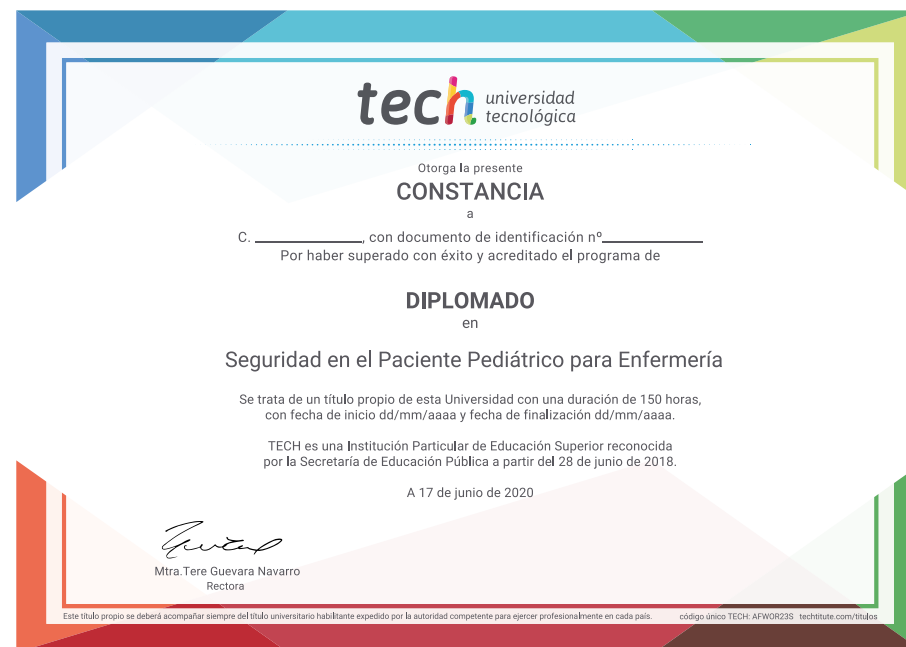 tech universidad
tecnológica
Otorga la presente
CONSTANCIA
a
C. ______________, con documento de identificación nº_____________
Por haber superado con éxito y acreditado el programa de
DIPLOMADO
en
Seguridad en el Paciente Pediátrico para Enfermería
Se trata de un título propio de esta Universidad con una duración de 150 horas,
con fecha de inicio dd/mm/aaaa y fecha de finalización dd/mm/aaaa.
TECH es una Institución Particular de Educación Superior reconocida
por la Secretaría de Educación Pública a partir del 28 de junio de 2018.
A 17 de junio de 2020
Mtra.Tere Guevara Navarro
Rectora
Este título propio se deberá acompañar siempre del título universitario habilitante expedido por la autoridad competente para ejercer profesionalmente en cada país. código único TECH: AFWOR23S techtitute.com/titulos